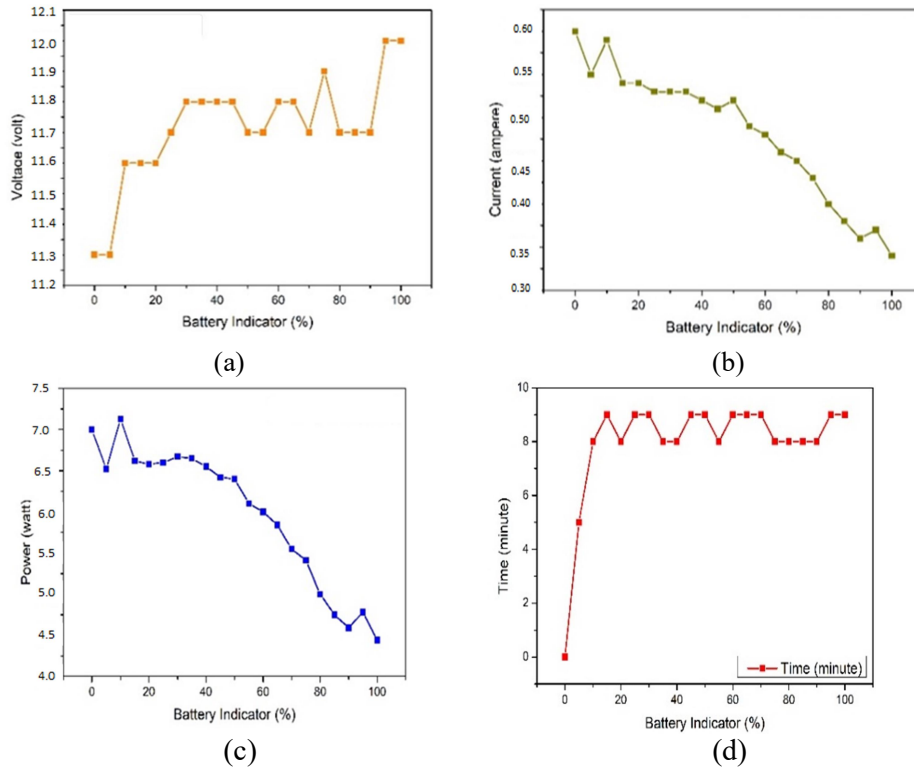 12.1
12.0
11.9
11.8
11.7
11.6
11.5
11.4
11.3
11.2
Voltage (volt)
0 20 40 60 80 100
Battery Indicator (%)
(a)
0.60
0.55
0.50
0.45
0.40
0.35
0.30
Current (ampere)
0 20 40 60 80 100
Battery Indicator (%)
(b)
7.5
7.0
6.5
6.0
5.5
5.0
4.5
4.0
Power (watt)
0 20 40 60 80 100
Battery Indicator (%)
(c)
10
8
6
4
2
0
Time (minute)
Time (minute)
0 20 40 60 80 100
Battery Indicator (%)
(d)